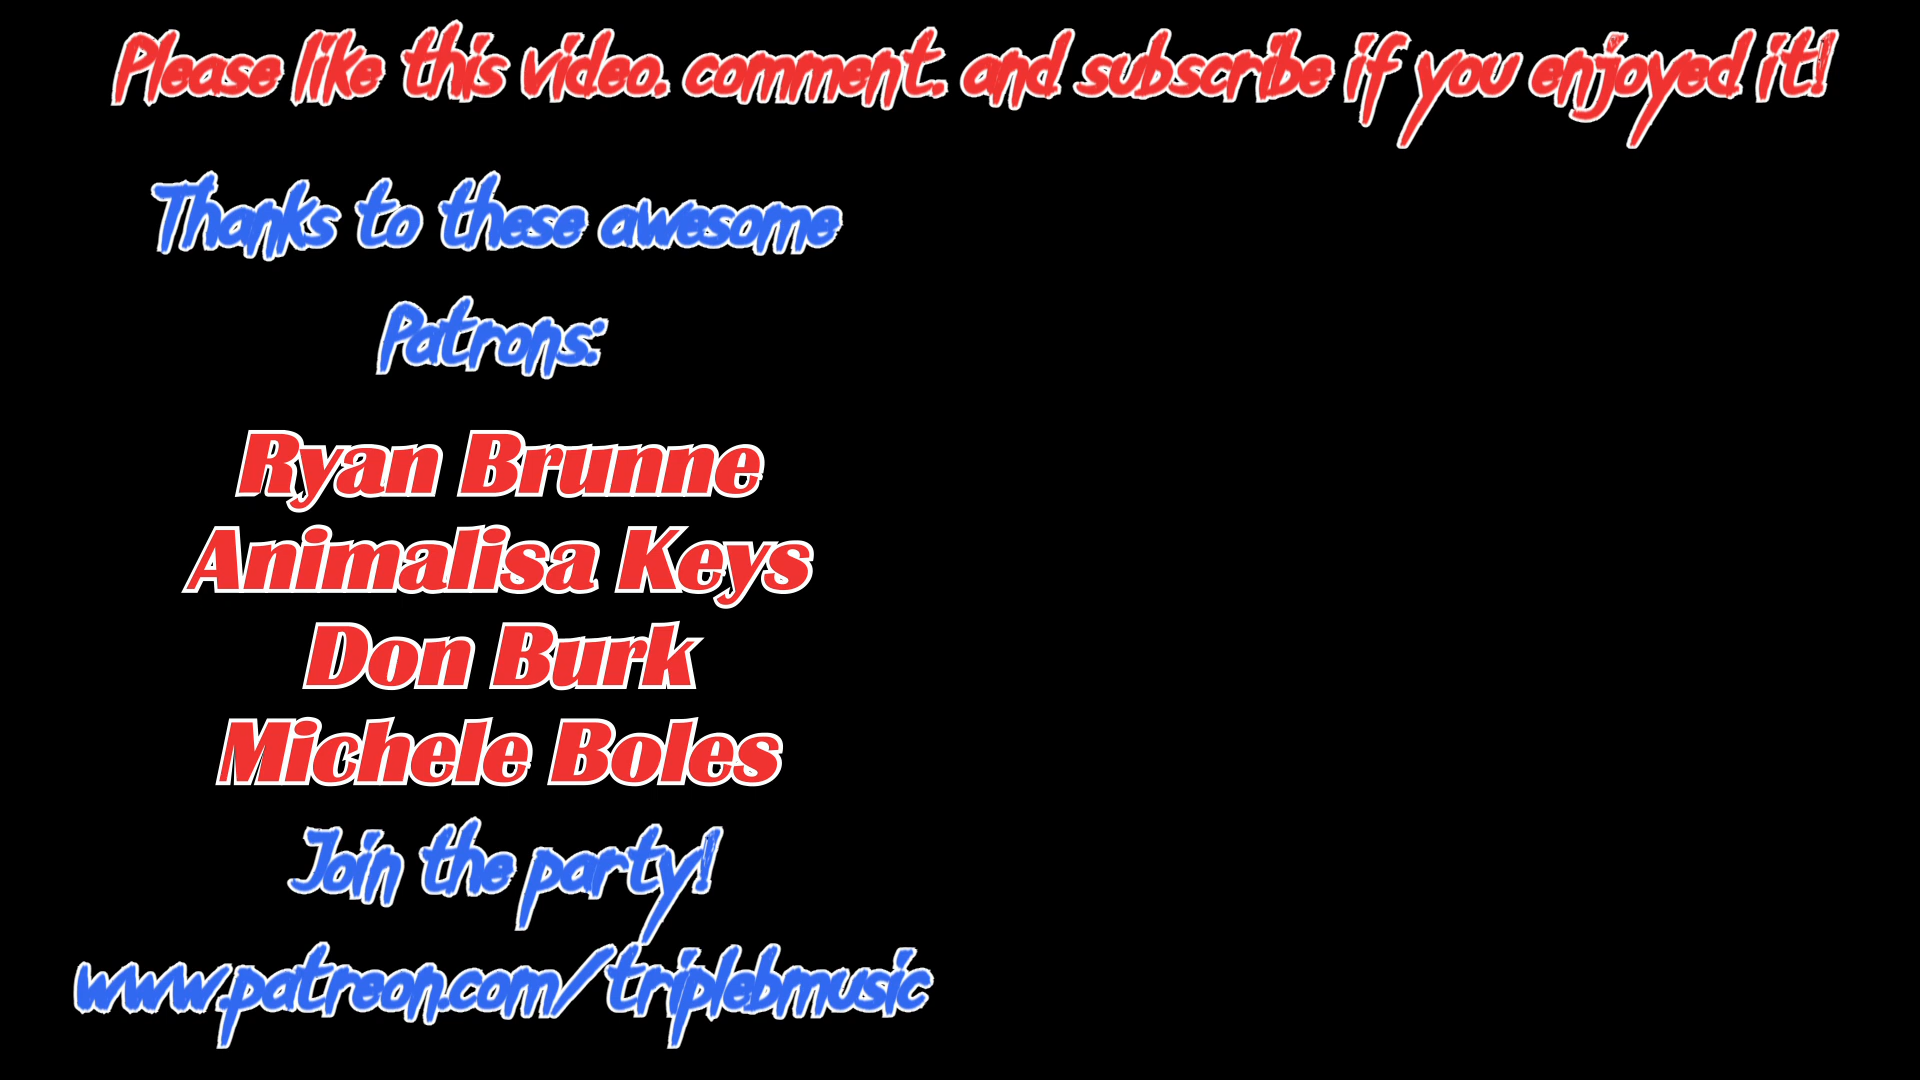 Please like this video, comment, and subscribe if you enjoyed it!
Thanks to these awesome
Patrons:
Ryan Brunne
Animalisa Keys
Don Burk
Michele Boles
Join the party!
www.patreon.com/triplebmusic